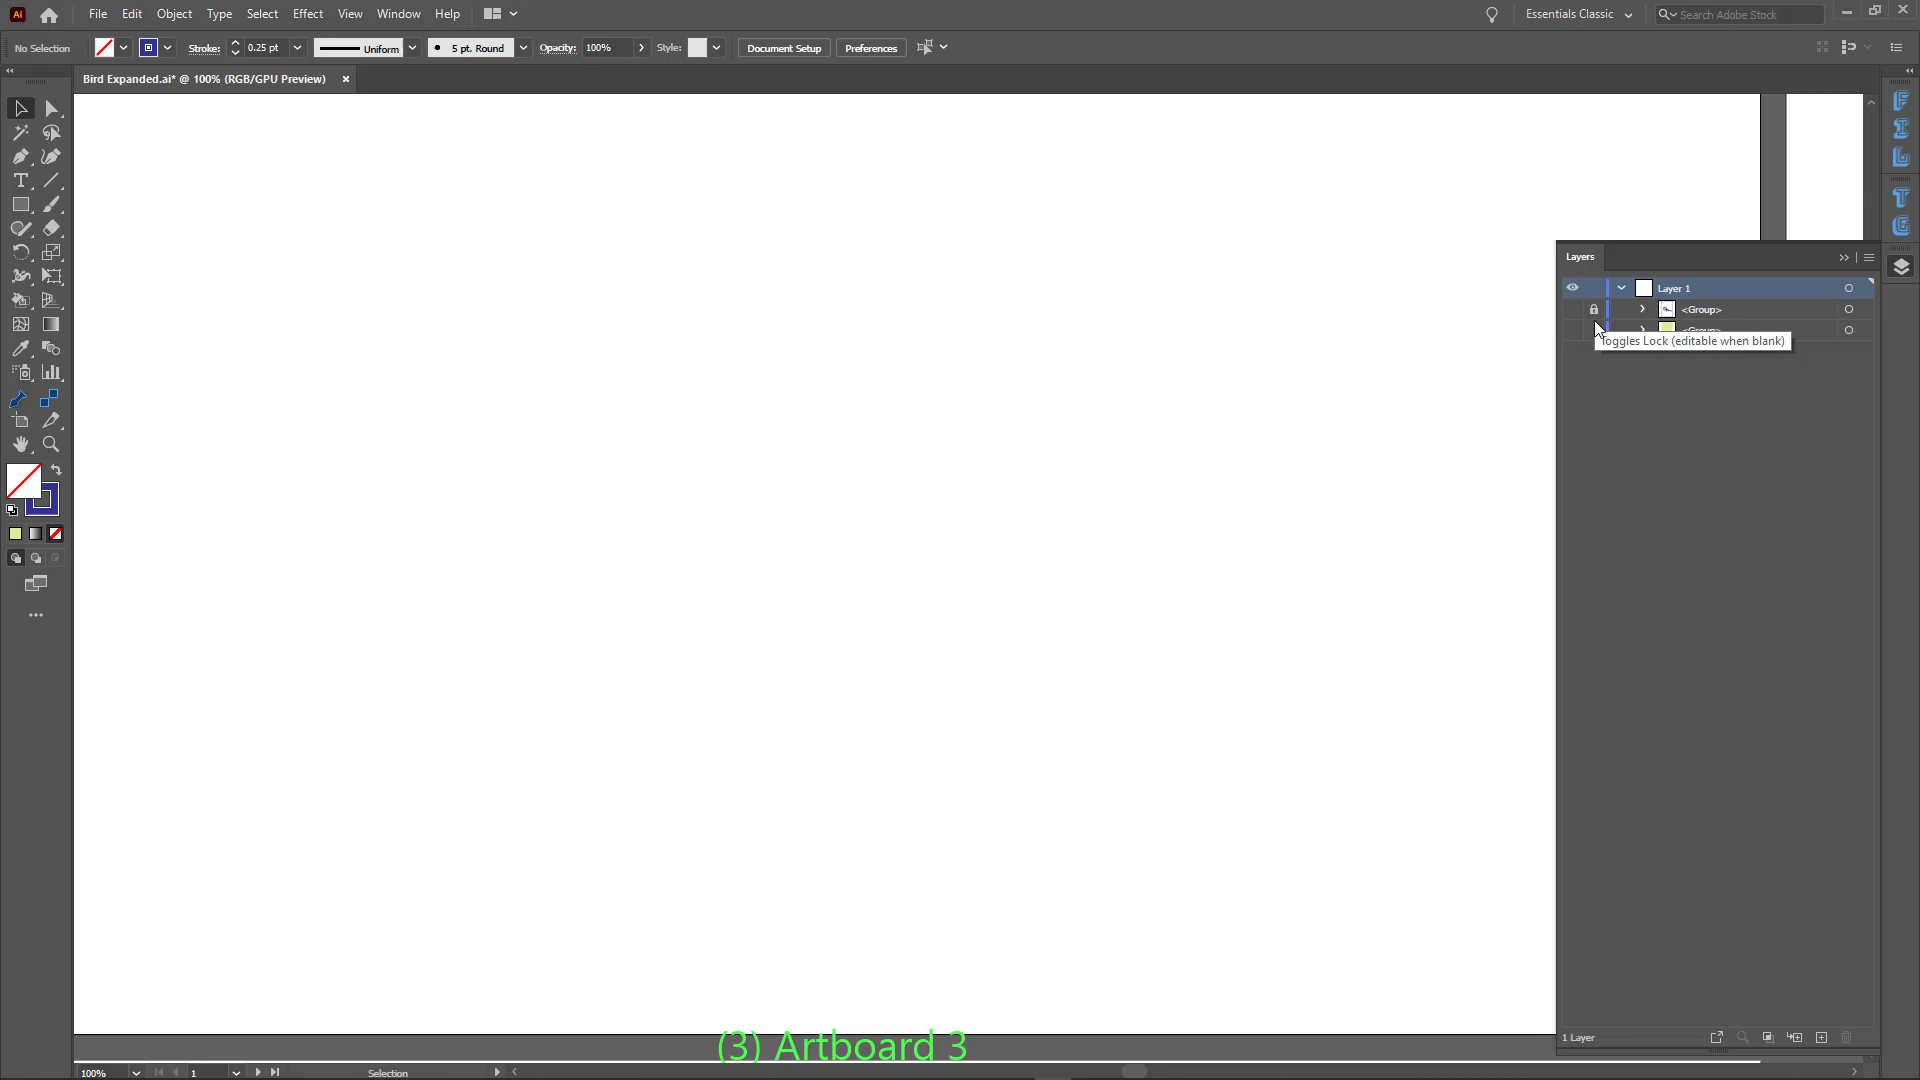 Ai File Edit Object Type Select Effect View Window Help Essentials Classic Search Adobe Stock
No Selection Stroke: 0.25 pt Uniform 5 pt. Round Opacity: 100% Style: Document Setup Preferences
Bird Expanded.ai* @ 100% (RGB/GPU Preview) ×
Layers
Layer 1
<Group>
<Group>
Toggles Lock (editable when blank)
1 Layer
(3) Artboard 3
100% 1 Selection